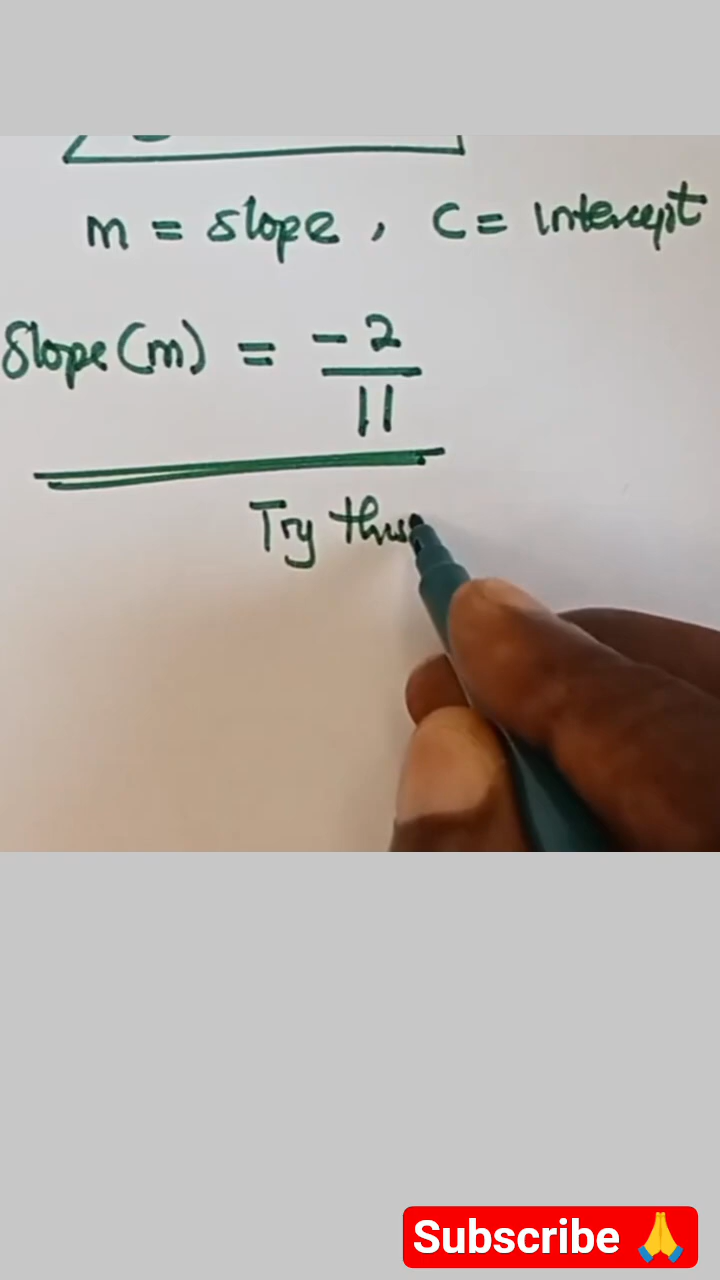 m = slope, c = intercept
Slope (m) = -2
11
Try this
Subscribe 🙏